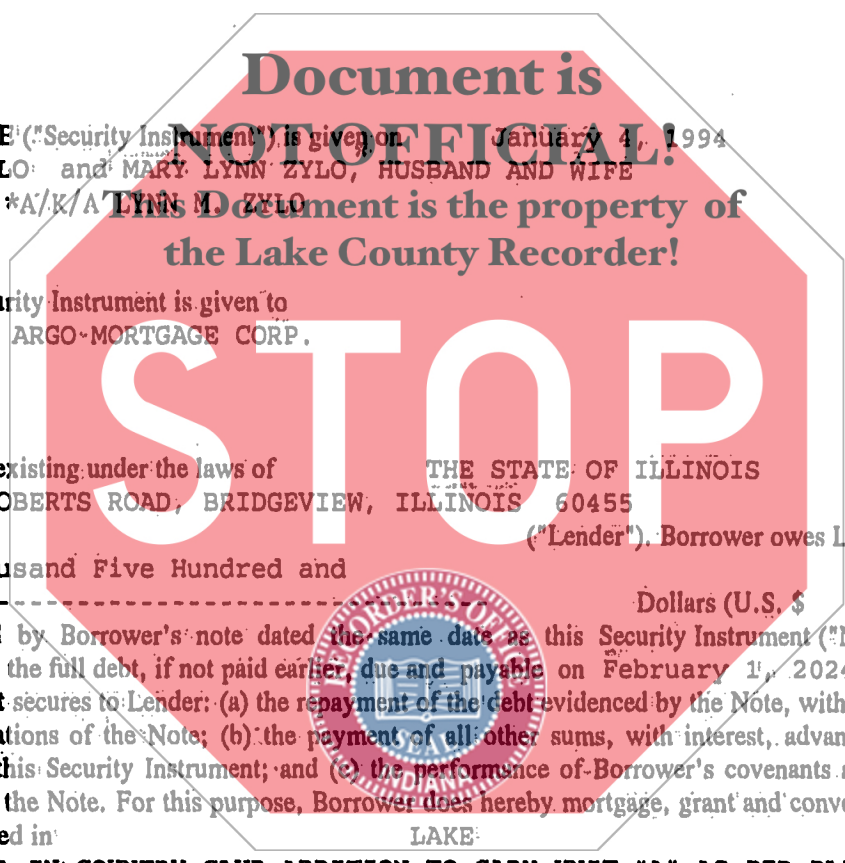 Document is
E ("Security Instrument") is given on January 4, 1994
NOT OFFICIAL!
LO and MARY LYNN ZYLO, HUSBAND AND WIFE
*A/K/A LYNN M. ZYLO
This Document is the property of
the Lake County Recorder!
urity Instrument is given to
ARGO-MORTGAGE CORP.
STOP
existing under the laws of THE STATE OF ILLINOIS
OBERTS ROAD, BRIDGEVIEW, ILLINOIS 60455
("Lender"). Borrower owes L
usand Five Hundred and
Dollars (U.S. $
by Borrower's note dated the same date as this Security Instrument ("N
the full debt, if not paid earlier, due and payable on February 1, 2024
t secures to Lender: (a) the repayment of the debt evidenced by the Note, with
ations of the Note; (b) the payment of all other sums, with interest, advan
this Security Instrument; and (c) the performance of Borrower's covenants a
the Note. For this purpose, Borrower does hereby mortgage, grant and conve
ed in LAKE
RECORDER'S OFFICE
SEAL
INDIANA